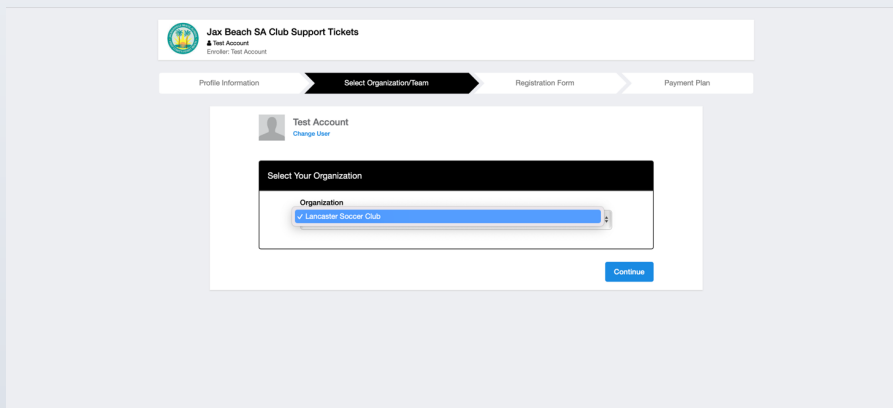 Jax Beach SA Club Support Tickets
Test Account
Enroller: Test Account
Profile Information
Select Organization/Team
Registration Form
Payment Plan
Test Account
Change User
Select Your Organization
Organization
✓ Lancaster Soccer Club
Continue